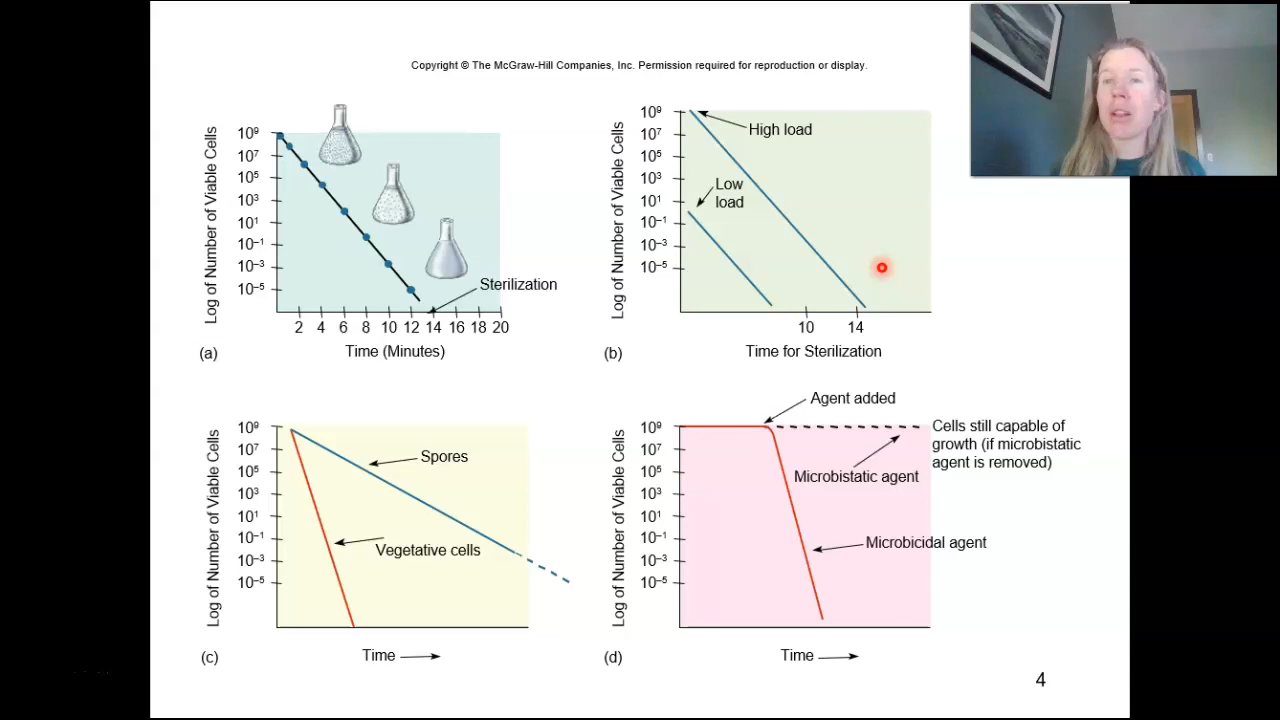 Copyright © The McGraw-Hill Companies, Inc. Permission required for reproduction or display.
Log of Number of Viable Cells
10⁹
10⁷
10⁵
10³
10¹
10⁻¹
10⁻³
10⁻⁵
Sterilization
2 4 6 8 10 12 14 16 18 20
(a)
Time (Minutes)
Log of Number of Viable Cells
10⁹
10⁷
10⁵
10³
10¹
10⁻¹
10⁻³
10⁻⁵
High load
Low
load
10 14
(b)
Time for Sterilization
Log of Number of Viable Cells
10⁹
10⁷
10⁵
10³
10¹
10⁻¹
10⁻³
10⁻⁵
Spores
Vegetative cells
(c)
Time
Log of Number of Viable Cells
10⁹
10⁷
10⁵
10³
10¹
10⁻¹
10⁻³
10⁻⁵
Agent added
Cells still capable of
growth (if microbistatic
agent is removed)
Microbistatic agent
Microbicidal agent
(d)
Time
4